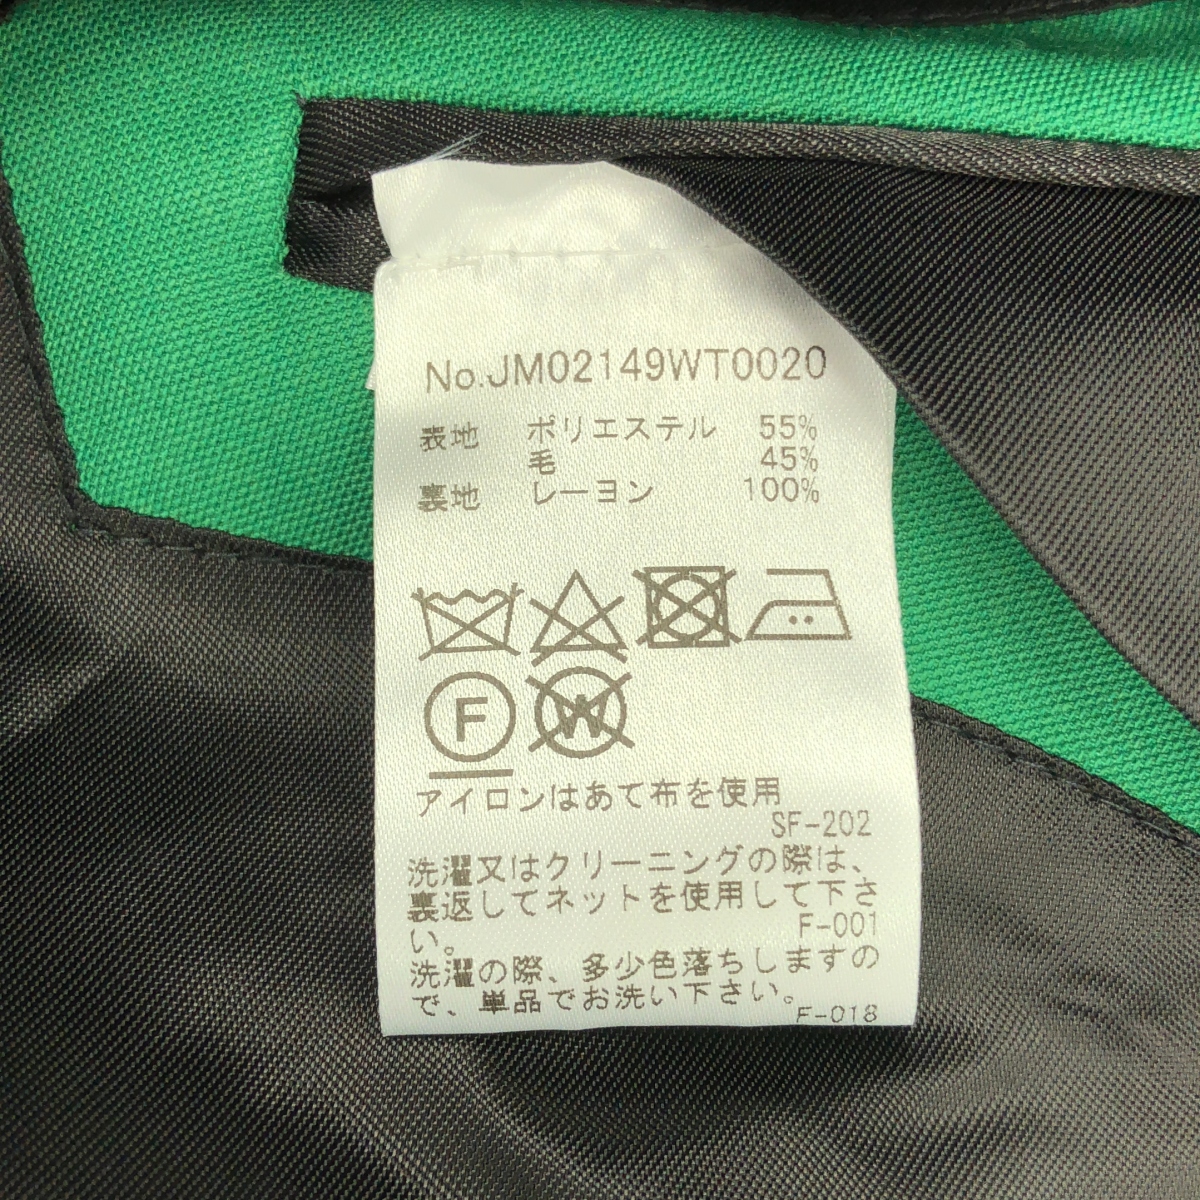 No.JM02149WT0020
表地 ポリエステル 55%
毛 45%
裏地 レーヨン 100%
F W
アイロンはあて布を使用
SF-202
洗濯又はクリーニングの際は、
裏返してネットを使用して下さ
い。 F-001
洗濯の際、多少色落ちしますの
で、単品でお洗い下さい。
F-018